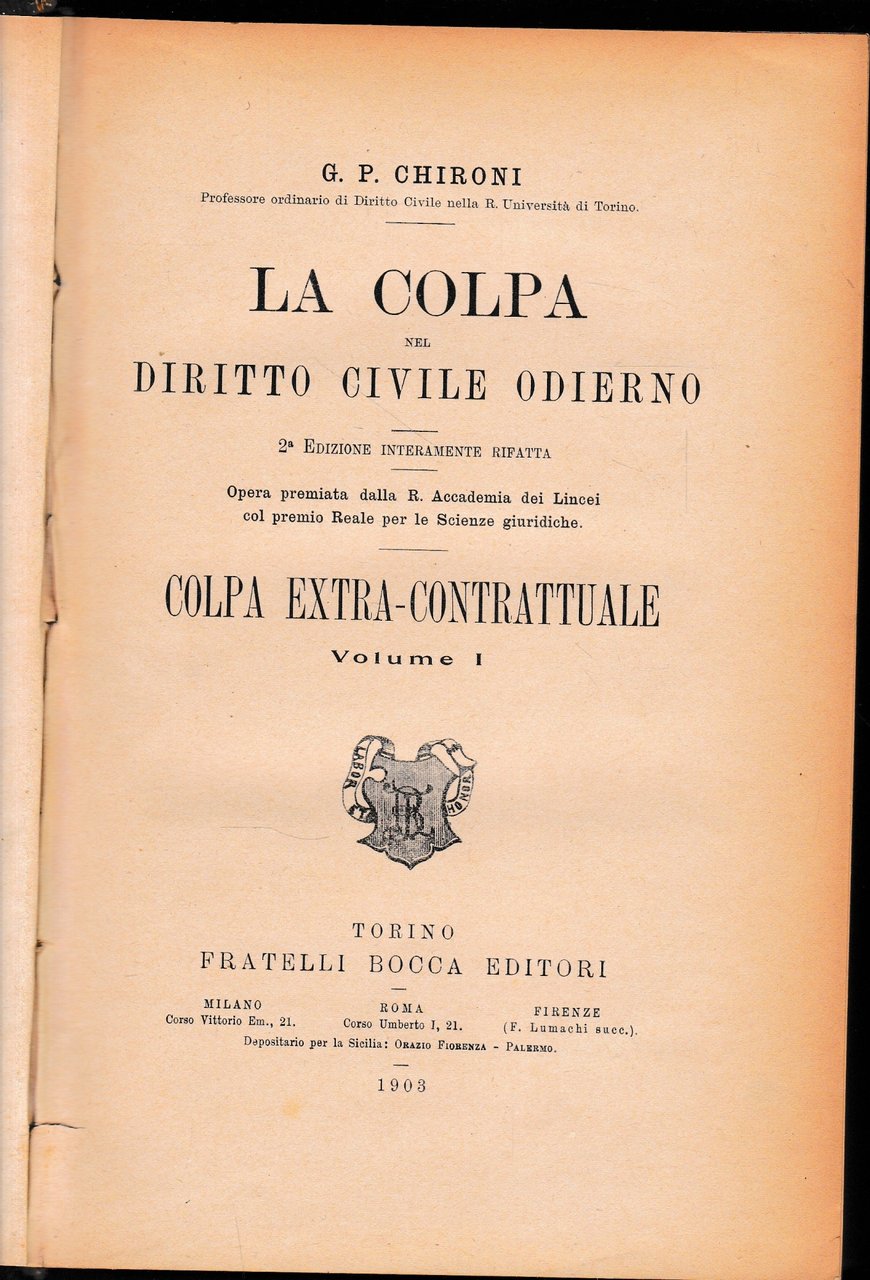 G. P. CHIRONI
Professore ordinario di Diritto Civile nella R. Università di Torino.
LA COLPA
NEL
DIRITTO CIVILE ODIERNO
2ª EDIZIONE INTERAMENTE RIFATTA
Opera premiata dalla R. Accademia dei Lincei
col premio Reale per le Scienze giuridiche.
COLPA EXTRA-CONTRATTUALE
Volume I
LABOR ET HONOR
TORINO
FRATELLI BOCCA EDITORI
MILANO
Corso Vittorio Em., 21.
ROMA
Corso Umberto I, 21.
FIRENZE
(F. Lumachi succ.).
Depositario per la Sicilia: ORAZIO FIORENZA - PALERMO.
1903